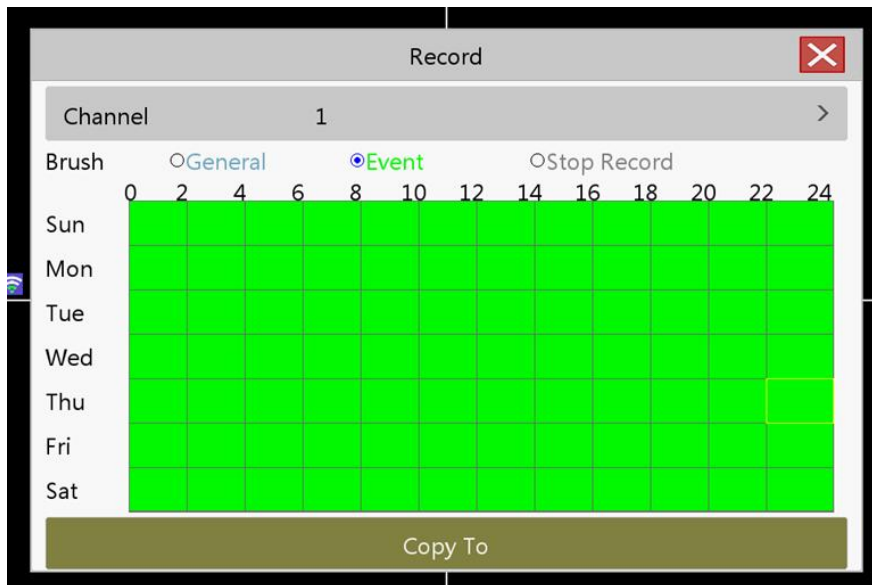 Record
Channel 1 >
Brush General Event Stop Record
0 2 4 6 8 10 12 14 16 18 20 22 24
Sun
Mon
Tue
Wed
Thu
Fri
Sat
Copy To